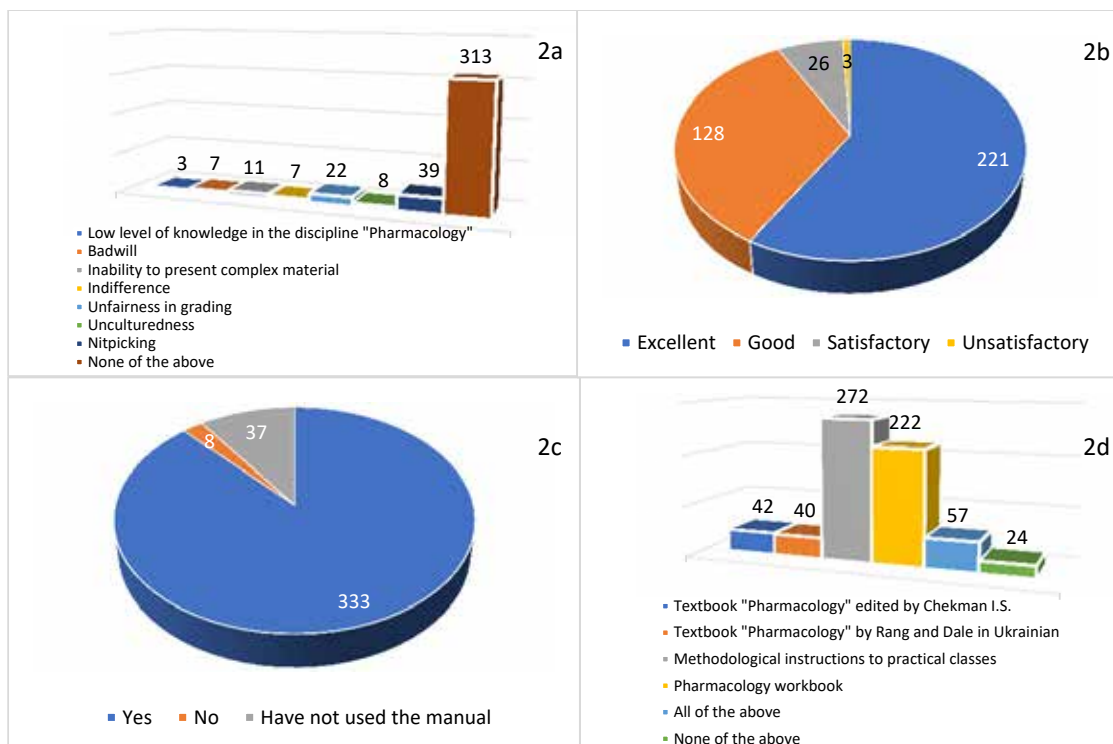 2a
313
3 7 11 7 22 8 39
Low level of knowledge in the discipline "Pharmacology"
Badwill
Inability to present complex material
Indifference
Unfairness in grading
Unculturedness
Nitpicking
None of the above
2b
26 3
128
221
Excellent Good Satisfactory Unsatisfactory
2c
8 37
333
Yes No Have not used the manual
2d
272
222
42 40 57 24
Textbook "Pharmacology" edited by Chekman I.S.
Textbook "Pharmacology" by Rang and Dale in Ukrainian
Methodological instructions to practical classes
Pharmacology workbook
All of the above
None of the above